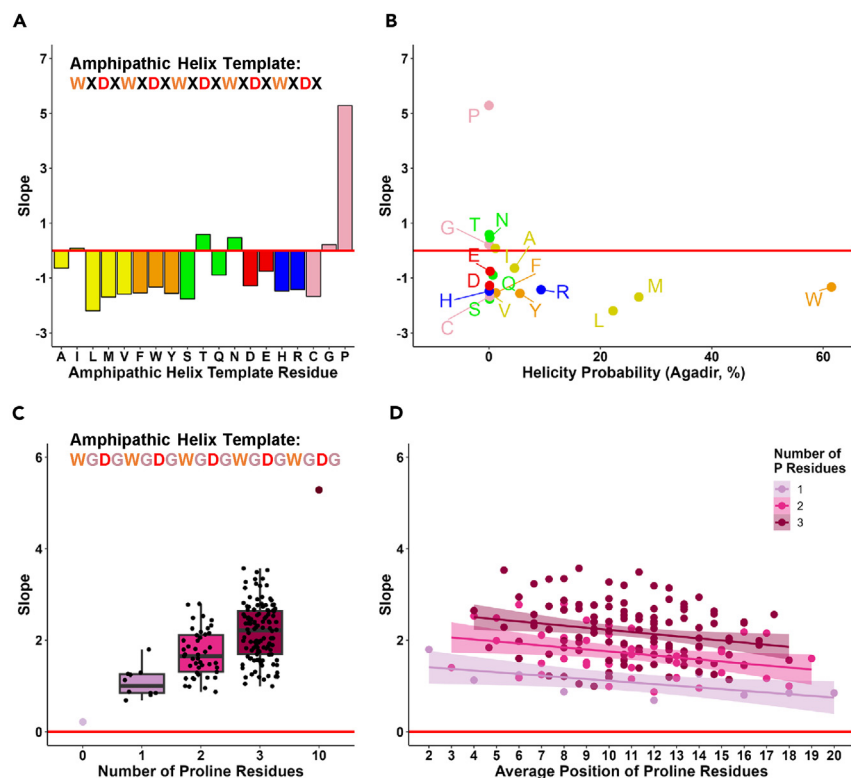 A
Amphipathic Helix Template:
WXDXWXDXWXDXWXDXWXDX
Slope
7
5
3
1
-1
-3
A I L M V F W Y S T Q N D E H R C G P
Amphipathic Helix Template Residue
B
Slope
7
5
3
1
-1
-3
P
T N
G
I
A
E
D
F
Q
H
R
S
V
Y
C
M
L
W
0 20 40 60
Helicity Probability (Agadir, %)
C
Amphipathic Helix Template:
WGDGWGDGWGDGWGDGWGDG
Slope
6
4
2
0
0 1 2 3 10
Number of Proline Residues
D
Slope
6
4
2
0
Number of
P Residues
1
2
3
2 3 4 5 6 7 8 9 10 11 12 13 14 15 16 17 18 19 20
Average Position of Proline Residues